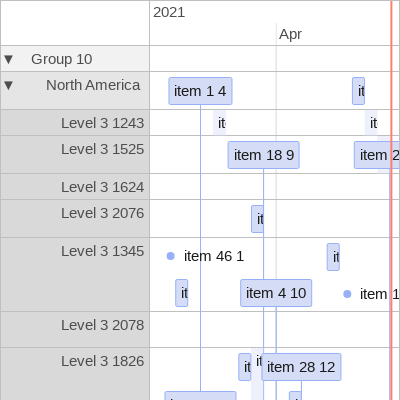 2021
Apr
▼ Group 10
▼ North America
item 1 4
it
Level 3 1243
it
it
Level 3 1525
item 18 9
item 2
Level 3 1624
Level 3 2076
it
Level 3 1345
item 46 1
it
it
item 4 10
item 1
Level 3 2078
Level 3 1826
it
it
item 28 12